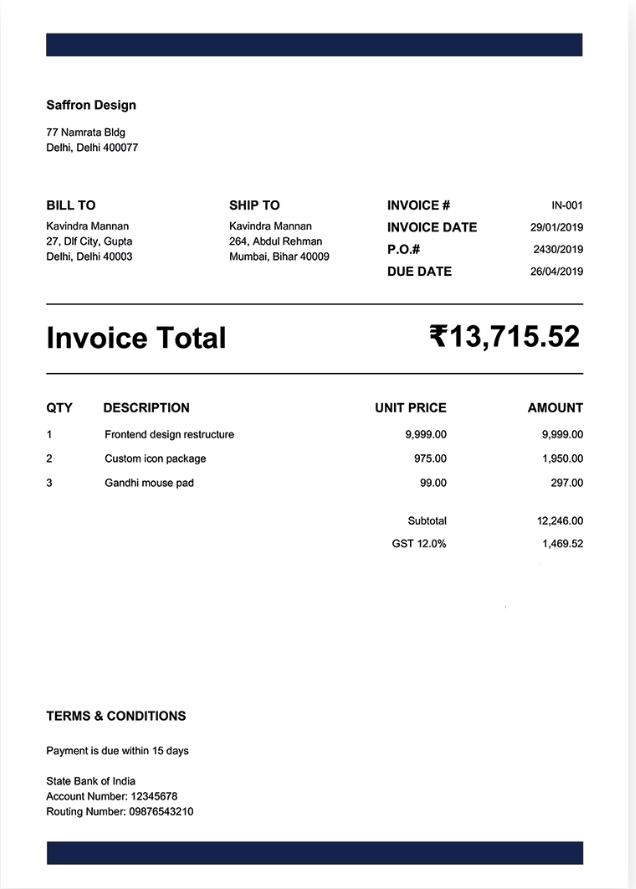 Saffron Design
77 Namrata Bldg
Delhi, Delhi 400077
BILL TO
Kavindra Mannan
27, Dlf City, Gupta
Delhi, Delhi 40003
SHIP TO
Kavindra Mannan
264, Abdul Rehman
Mumbai, Bihar 40009
INVOICE # IN-001
INVOICE DATE 29/01/2019
P.O.# 2430/2019
DUE DATE 26/04/2019
Invoice Total ₹13,715.52
QTY DESCRIPTION UNIT PRICE AMOUNT
1 Frontend design restructure 9,999.00 9,999.00
2 Custom icon package 975.00 1,950.00
3 Gandhi mouse pad 99.00 297.00
Subtotal 12,246.00
GST 12.0% 1,469.52
TERMS & CONDITIONS
Payment is due within 15 days
State Bank of India
Account Number: 12345678
Routing Number: 09876543210